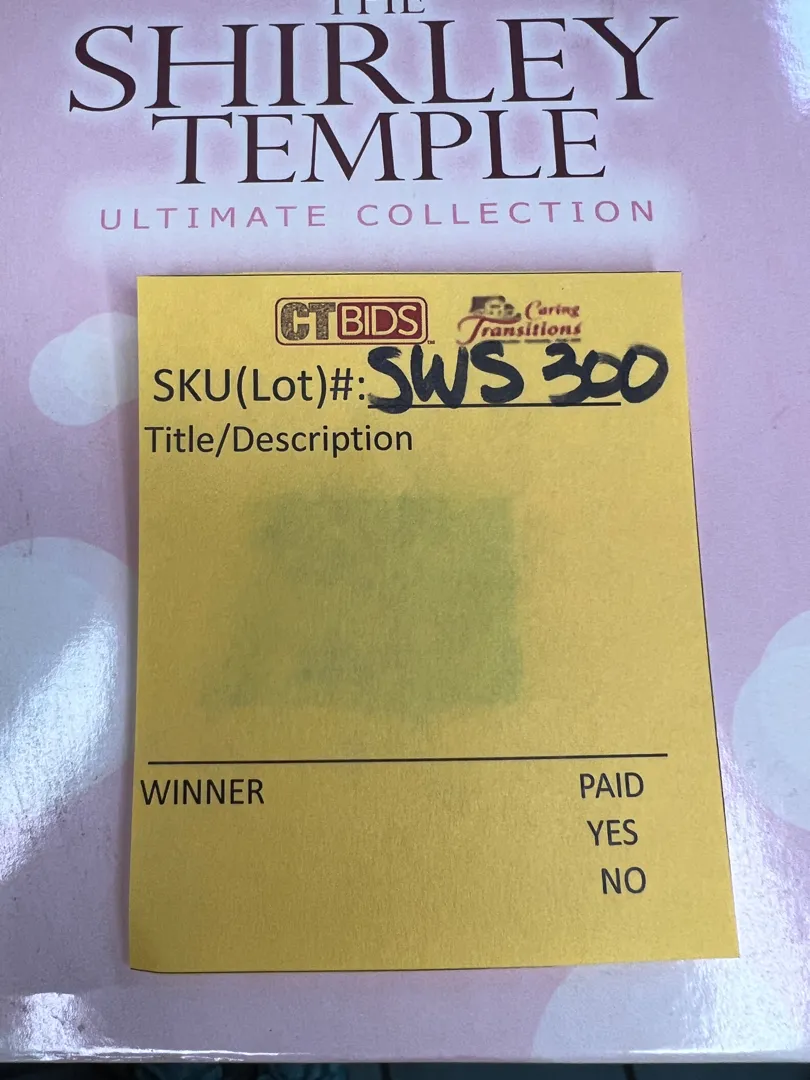 THE
SHIRLEY
TEMPLE
ULTIMATE COLLECTION
CTBIDS Caring Transitions
SKU(Lot)#: SWS 300
Title/Description
WINNER PAID
YES
NO